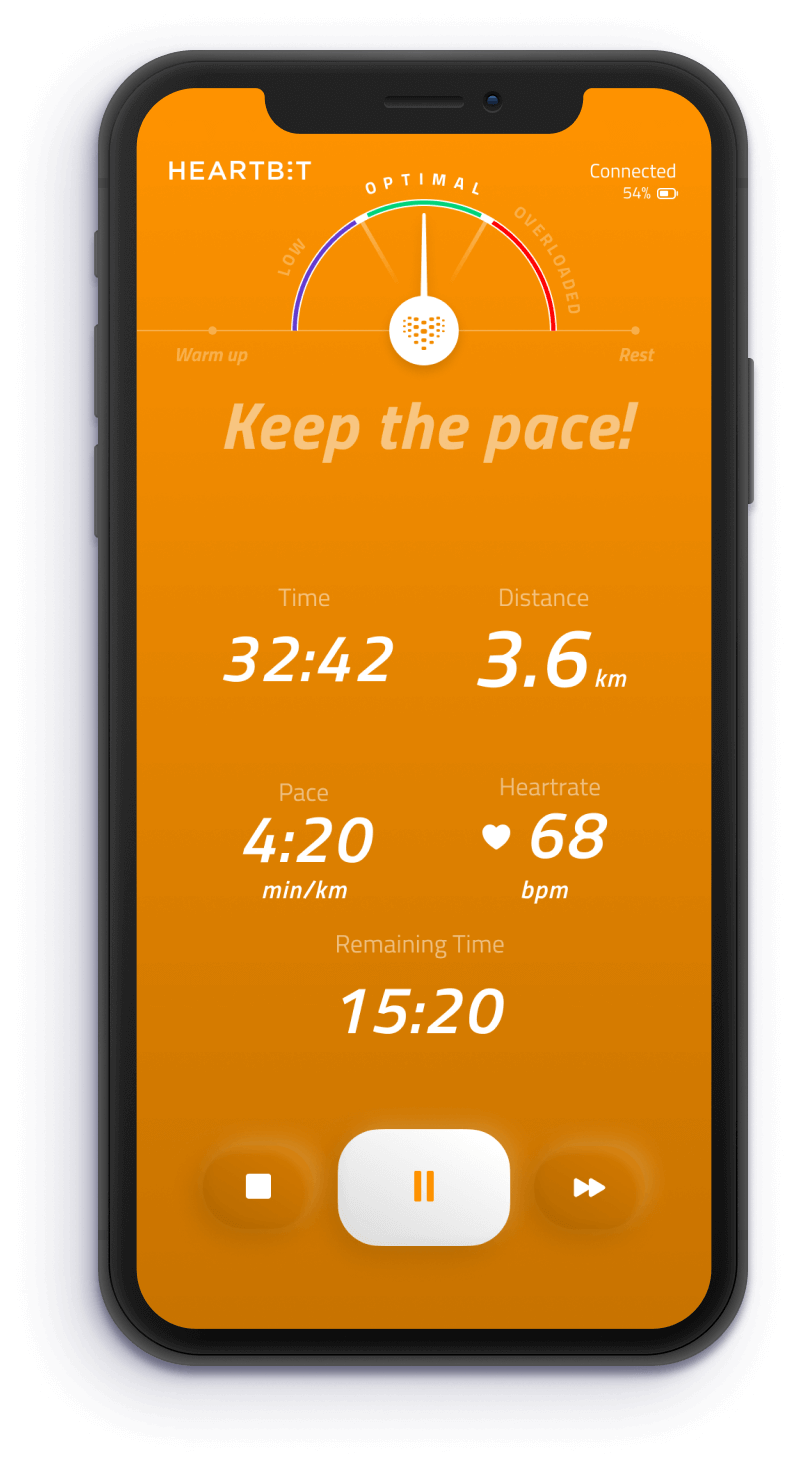 HEARTBIT
Connected
54%
OPTIMAL
LOW
OVERLOADED
Warm up
Rest
Keep the pace!
Time
Distance
32:42
3.6 km
Pace
Heartrate
4:20
68
min/km
bpm
Remaining Time
15:20